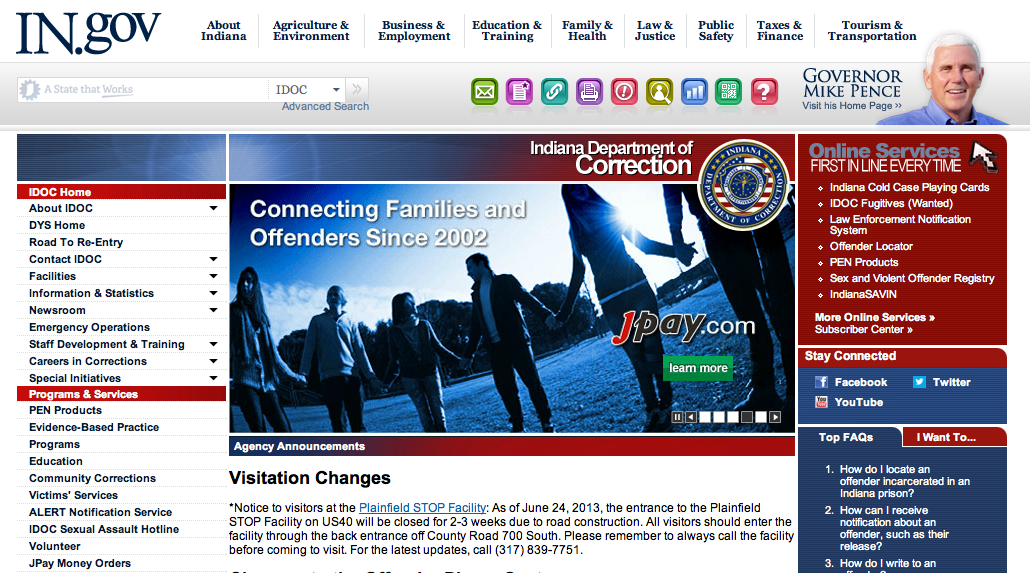 IN.gov
About
Indiana
Agriculture &
Environment
Business &
Employment
Education &
Training
Family &
Health
Law &
Justice
Public
Safety
Taxes &
Finance
Tourism &
Transportation
A State that Works
IDOC
Advanced Search
GOVERNOR
MIKE PENCE
Visit his Home Page >>
Indiana Department of
Correction
INDIANA
DEPARTMENT OF CORRECTION
IDOC Home
About IDOC
DYS Home
Road To Re-Entry
Contact IDOC
Facilities
Information & Statistics
Newsroom
Emergency Operations
Staff Development & Training
Careers in Corrections
Special Initiatives
Programs & Services
PEN Products
Evidence-Based Practice
Programs
Education
Community Corrections
Victims' Services
ALERT Notification Service
IDOC Sexual Assault Hotline
Volunteer
JPay Money Orders
Connecting Families and
Offenders Since 2002
jpay.com
learn more
Agency Announcements
Visitation Changes
*Notice to visitors at the Plainfield STOP Facility: As of June 24, 2013, the entrance to the Plainfield
STOP Facility on US40 will be closed for 2-3 weeks due to road construction. All visitors should enter the
facility through the back entrance off County Road 700 South. Please remember to always call the facility
before coming to visit. For the latest updates, call (317) 839-7751.
Online Services
FIRST IN LINE EVERY TIME
Indiana Cold Case Playing Cards
IDOC Fugitives (Wanted)
Law Enforcement Notification
System
Offender Locator
PEN Products
Sex and Violent Offender Registry
IndianaSAVIN
More Online Services »
Subscriber Center »
Stay Connected
Facebook
Twitter
YouTube
Top FAQs
I Want To...
1. How do I locate an
offender incarcerated in an
Indiana prison?
2. How can I receive
notification about an
offender, such as their
release?
3. How do I write to an